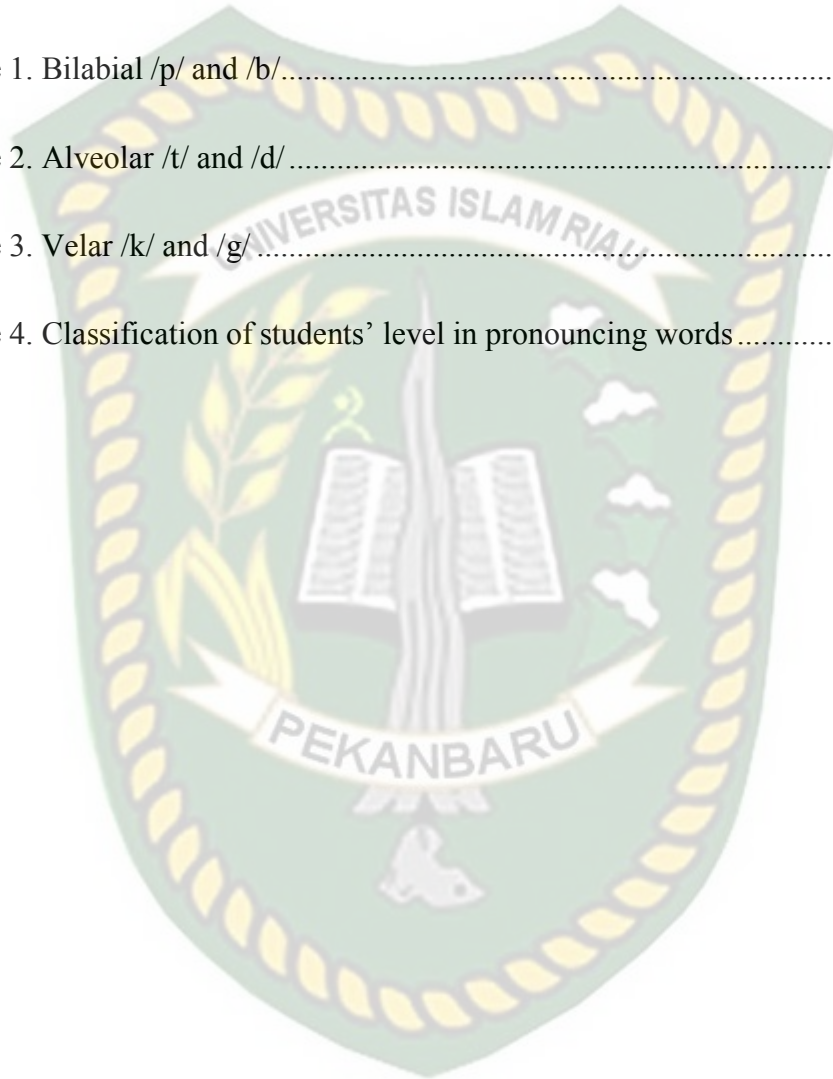 e 1. Bilabial /p/ and /b/
e 2. Alveolar /t/ and /d/
UNIVERSITAS ISLAM RIAU
e 3. Velar /k/ and /g/
e 4. Classification of students’ level in pronouncing words
PEKANBARU